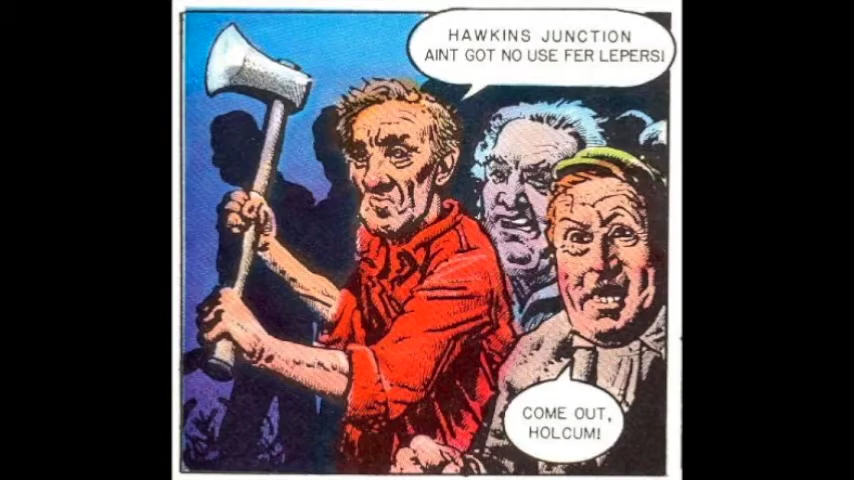 HAWKINS JUNCTION
AINT GOT NO USE FER LEPERS!
COME OUT,
HOLCUM!